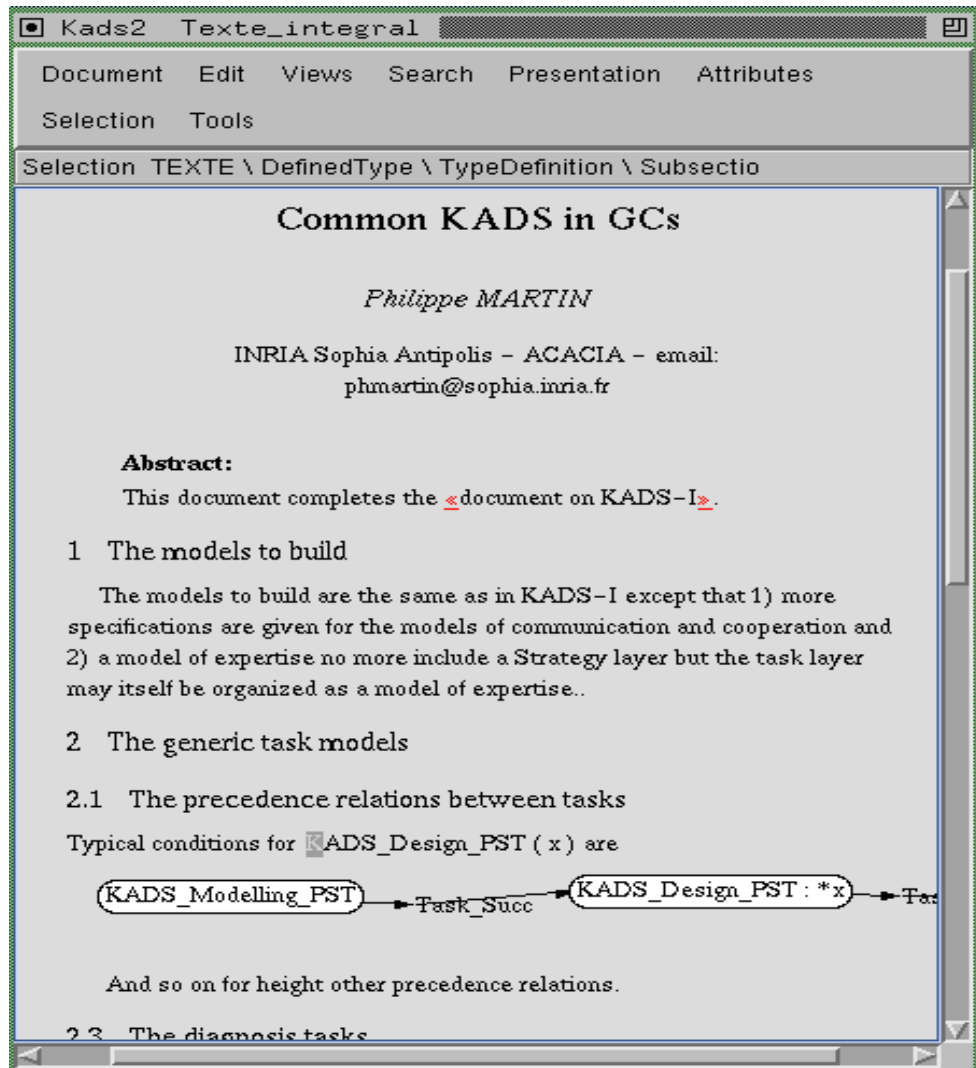 Kads2 Texte_integral
Document Edit Views Search Presentation Attributes
Selection Tools
Selection TEXTE \ DefinedType \ TypeDefinition \ Subsectio
Common KADS in GCs
Philippe MARTIN
INRIA Sophia Antipolis – ACACIA – email:
phmartin@sophia.inria.fr
Abstract:
This document completes the «document on KADS–I».
1 The models to build
The models to build are the same as in KADS–I except that 1) more
specifications are given for the models of communication and cooperation and
2) a model of expertise no more include a Strategy layer but the task layer
may itself be organized as a model of expertise..
2 The generic task models
2.1 The precedence relations between tasks
Typical conditions for KADS_Design_PST ( x ) are
KADS_Modelling_PST Task_Succ KADS_Design_PST : *x Tas
And so on for height other precedence relations.
2.3 The diagnosis tasks